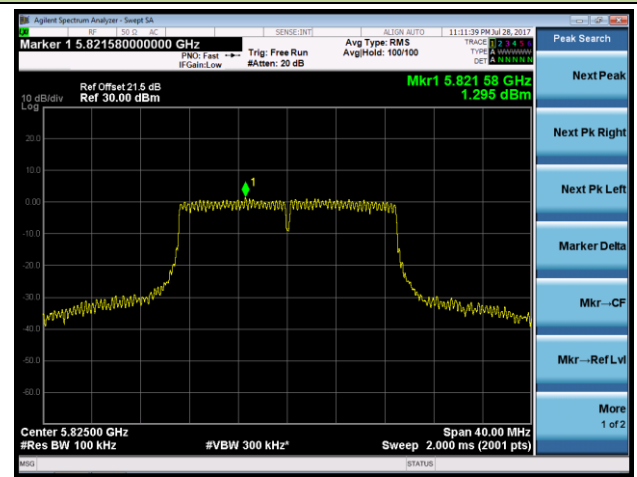 Agilent Spectrum Analyzer - Swept SA
RF 50 Ω AC SENSE:INT ALIGN AUTO 11:11:39 PM Jul 28, 2017
Marker 1 5.821580000000 GHz
PNO: Fast
IFGain:Low
Trig: Free Run
#Atten: 20 dB
Avg Type: RMS
Avg|Hold: 100/100
TRACE 1 2 3 4 5 6
TYPE A WWWWW
DET A N N N N N
Peak Search
Mkr1 5.821 58 GHz
1.295 dBm
Ref Offset 21.5 dB
10 dB/div Ref 30.00 dBm
Log
20.0
10.0
0.00
-10.0
-20.0
-30.0
-40.0
-50.0
-60.0
1
Next Peak
Next Pk Right
Next Pk Left
Marker Delta
Mkr→CF
Mkr→Ref Lvl
More
1 of 2
Center 5.82500 GHz Span 40.00 MHz
#Res BW 100 kHz #VBW 300 kHz* Sweep 2.000 ms (2001 pts)
MSG STATUS